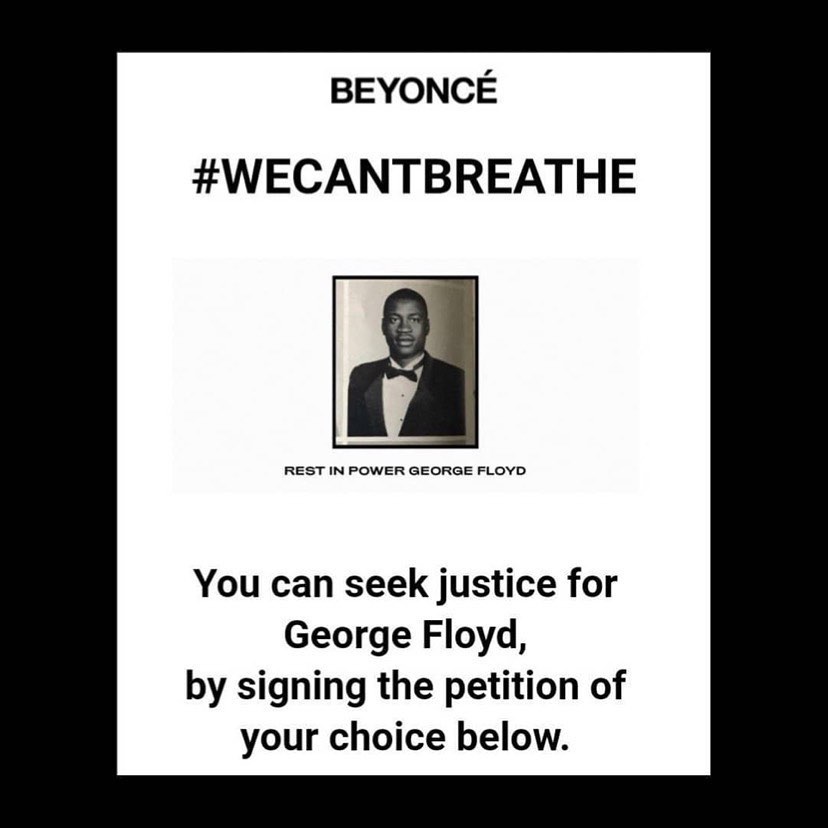 BEYONCÉ
#WECANTBREATHE
REST IN POWER GEORGE FLOYD
You can seek justice for
George Floyd,
by signing the petition of
your choice below.